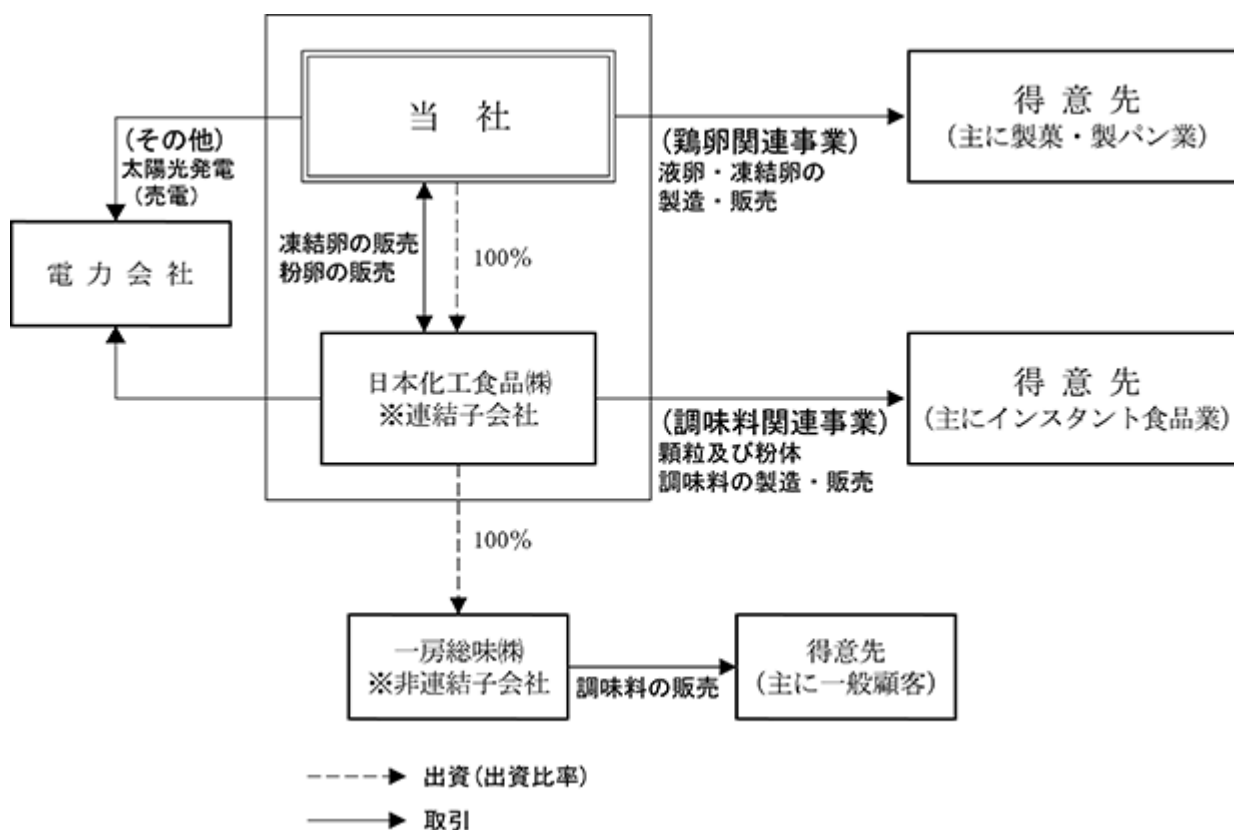 当 社
得 意 先
(主に製菓・製パン業)
(その他)
太陽光発電
(売電)
(鶏卵関連事業)
液卵・凍結卵の
製造・販売
電 力 会 社
凍結卵の販売
粉卵の販売
100%
日本化工食品㈱
※連結子会社
(調味料関連事業)
顆粒及び粉体
調味料の製造・販売
得 意 先
(主にインスタント食品業)
100%
一房総味㈱
※非連結子会社
調味料の販売
得意先
(主に一般顧客)
出資(出資比率)
取引